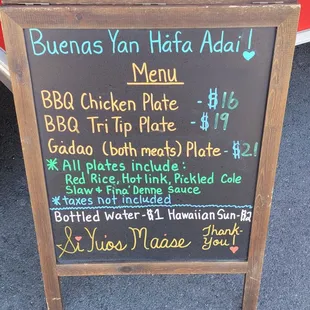 Buenas Yan Håfa Adai!
Menu
BBQ Chicken Plate - $16
BBQ Tri Tip Plate - $19
Gådao (both meats) Plate - $21
* All plates include:
Red Rice, Hot link, Pickled Cole
Slaw + Fina'Denne sauce
* taxes not included
Bottled Water - $1 Hawaiian Sun - $2
Si Yu'os Maåse Thank-
You!